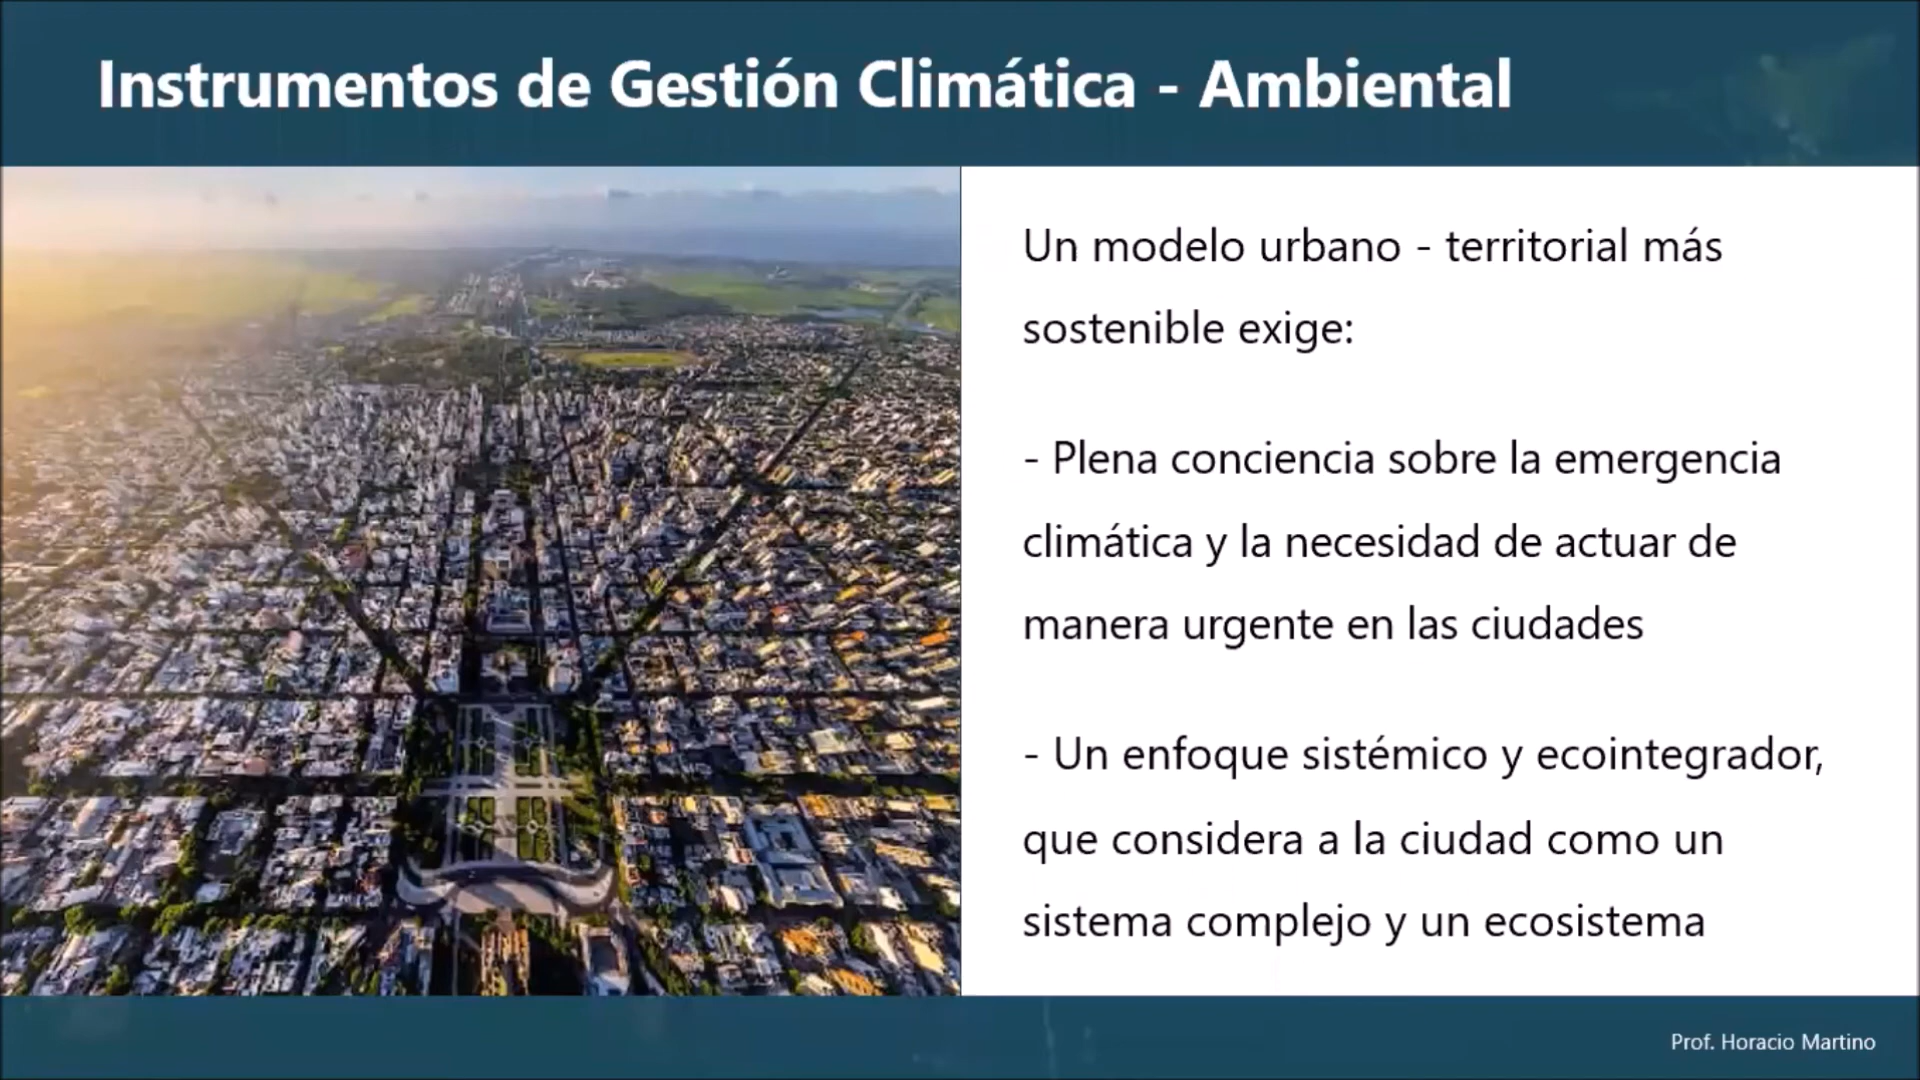 Instrumentos de Gestión Climática - Ambiental
Un modelo urbano - territorial más
sostenible exige:
- Plena conciencia sobre la emergencia
climática y la necesidad de actuar de
manera urgente en las ciudades
- Un enfoque sistémico y ecointegrador,
que considera a la ciudad como un
sistema complejo y un ecosistema
Prof. Horacio Martino